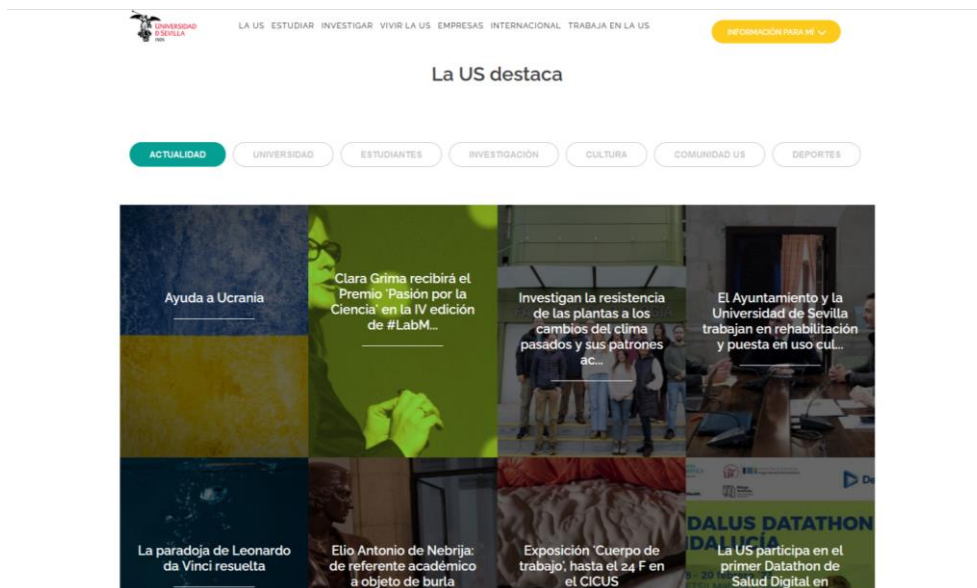 UNIVERSIDAD
D SEVILLA
1505
LA US ESTUDIAR INVESTIGAR VIVIR LA US EMPRESAS INTERNACIONAL TRABAJA EN LA US
INFORMACIÓN PARA MÍ
La US destaca
ACTUALIDAD UNIVERSIDAD ESTUDIANTES INVESTIGACIÓN CULTURA COMUNIDAD US DEPORTES
Ayuda a Ucrania
Clara Grima recibirá el
Premio 'Pasión por la
Ciencia' en la IV edición
de #LabM...
Investigan la resistencia
de las plantas a los
cambios del clima
pasados y sus patrones
ac...
El Ayuntamiento y la
Universidad de Sevilla
trabajan en rehabilitación
y puesta en uso cul...
La paradoja de Leonardo
da Vinci resuelta
Elio Antonio de Nebrija:
de referente académico
a objeto de burla
Exposición 'Cuerpo de
trabajo', hasta el 24 F en
el CICUS
DALUS DATATHON
La US participa en el
primer Datathon de
Salud Digital en